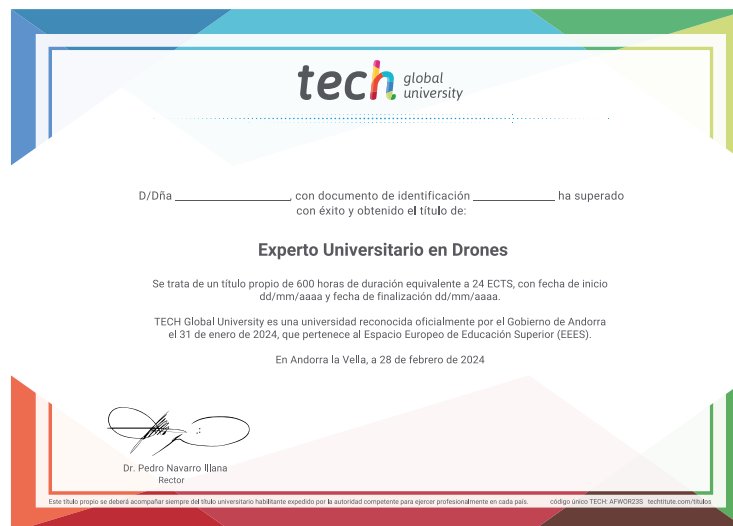 tech global university
D/Dña ____________________, con documento de identificación ______________ ha superado
con éxito y obtenido el título de:
Experto Universitario en Drones
Se trata de un título propio de 600 horas de duración equivalente a 24 ECTS, con fecha de inicio
dd/mm/aaaa y fecha de finalización dd/mm/aaaa.
TECH Global University es una universidad reconocida oficialmente por el Gobierno de Andorra
el 31 de enero de 2024, que pertenece al Espacio Europeo de Educación Superior (EEES).
En Andorra la Vella, a 28 de febrero de 2024
Dr. Pedro Navarro Illana
Rector
Este título propio se deberá acompañar siempre del título universitario habilitante expedido por la autoridad competente para ejercer profesionalmente en cada país. código único TECH: AFWOR23S techtitute.com/titulos